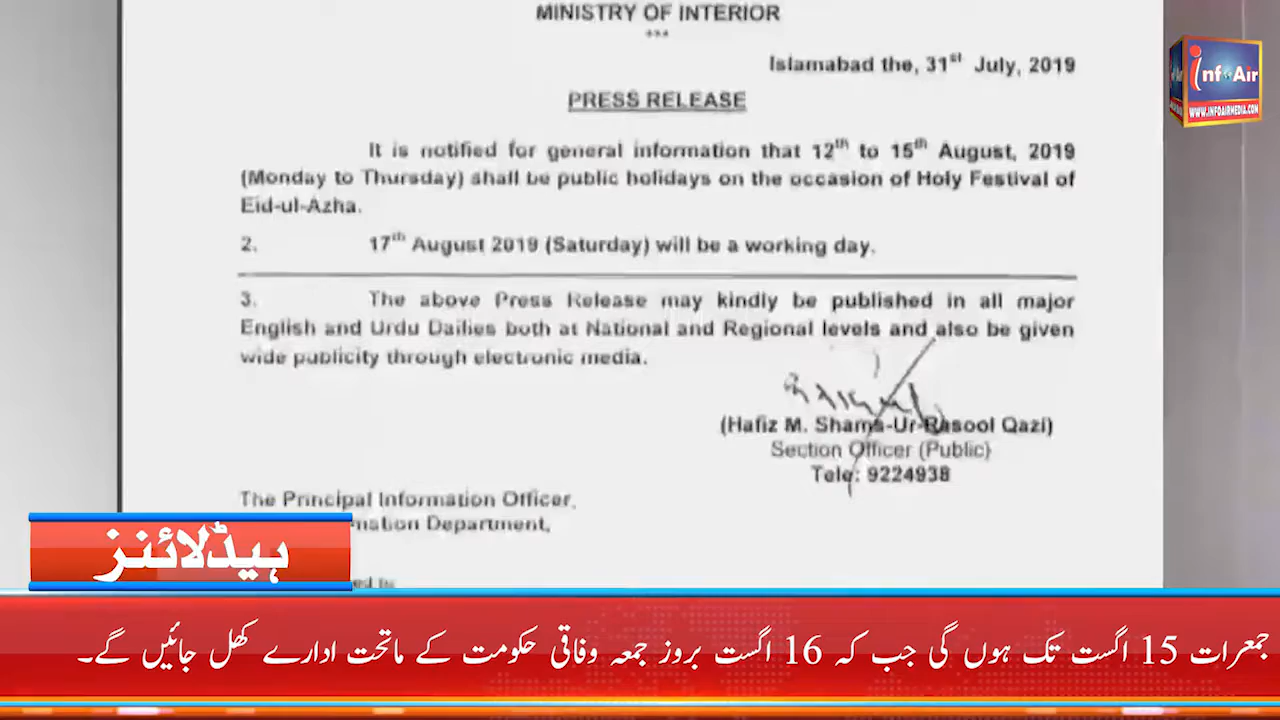 MINISTRY OF INTERIOR
***
Islamabad the, 31st July, 2019
PRESS RELEASE
It is notified for general information that 12th to 15th August, 2019
(Monday to Thursday) shall be public holidays on the occasion of Holy Festival of
Eid-ul-Azha.
2. 17th August 2019 (Saturday) will be a working day.
3. The above Press Release may kindly be published in all major
English and Urdu Dailies both at National and Regional levels and also be given
wide publicity through electronic media.
(Hafiz M. Shams-Ur-Rasool Qazi)
Section Officer (Public)
Tele: 9224938
The Principal Information Officer,
mation Department,
info Air
WWW.INFOAIRMEDIA.COM
ہیڈلائنز
جمعرات 15 اگست تک ہوں گی جب کہ 16 اگست بروز جمعہ وفاقی حکومت کے ماتحت ادارے کھل جائیں گے۔